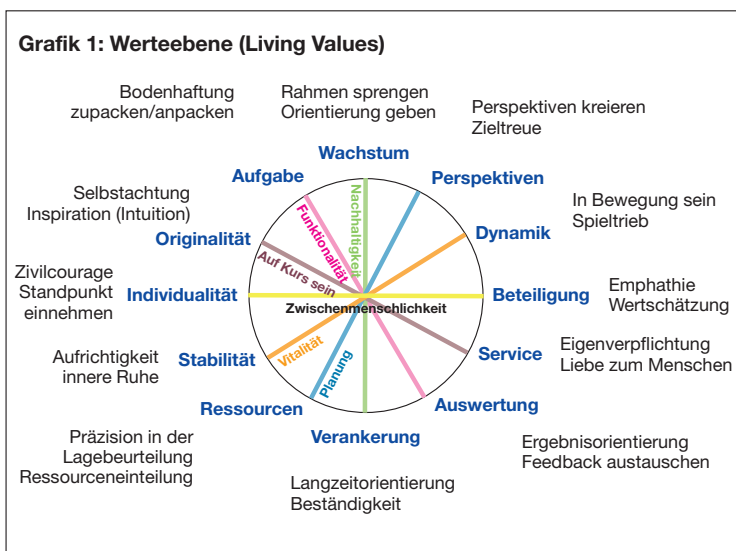 Grafik 1: Werteebene (Living Values)
Bodenhaftung
zupacken/anpacken
Rahmen sprengen
Orientierung geben
Perspektiven kreieren
Zieltreue
Wachstum
Aufgabe
Perspektiven
Selbstachtung
Inspiration (Intuition)
In Bewegung sein
Spieltrieb
Originalität
Dynamik
Nachhaltigkeit
Funktionalität
Auf Kurs sein
Zivilcourage
Standpunkt
einnehmen
Individualität
Zwischenmenschlichkeit
Beteiligung
Emphathie
Wertschätzung
Aufrichtigkeit
innere Ruhe
Stabilität
Vitalität
Planung
Service
Eigenverpflichtung
Liebe zum Menschen
Ressourcen
Auswertung
Verankerung
Präzision in der
Lagebeurteilung
Ressourceneinteilung
Ergebnisorientierung
Feedback austauschen
Langzeitorientierung
Beständigkeit